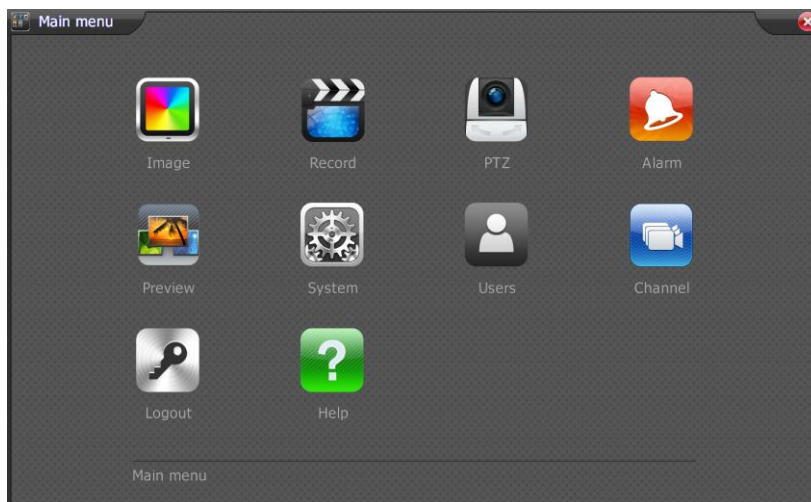 Main menu
Image Record PTZ Alarm
Preview System Users Channel
Logout Help
Main menu